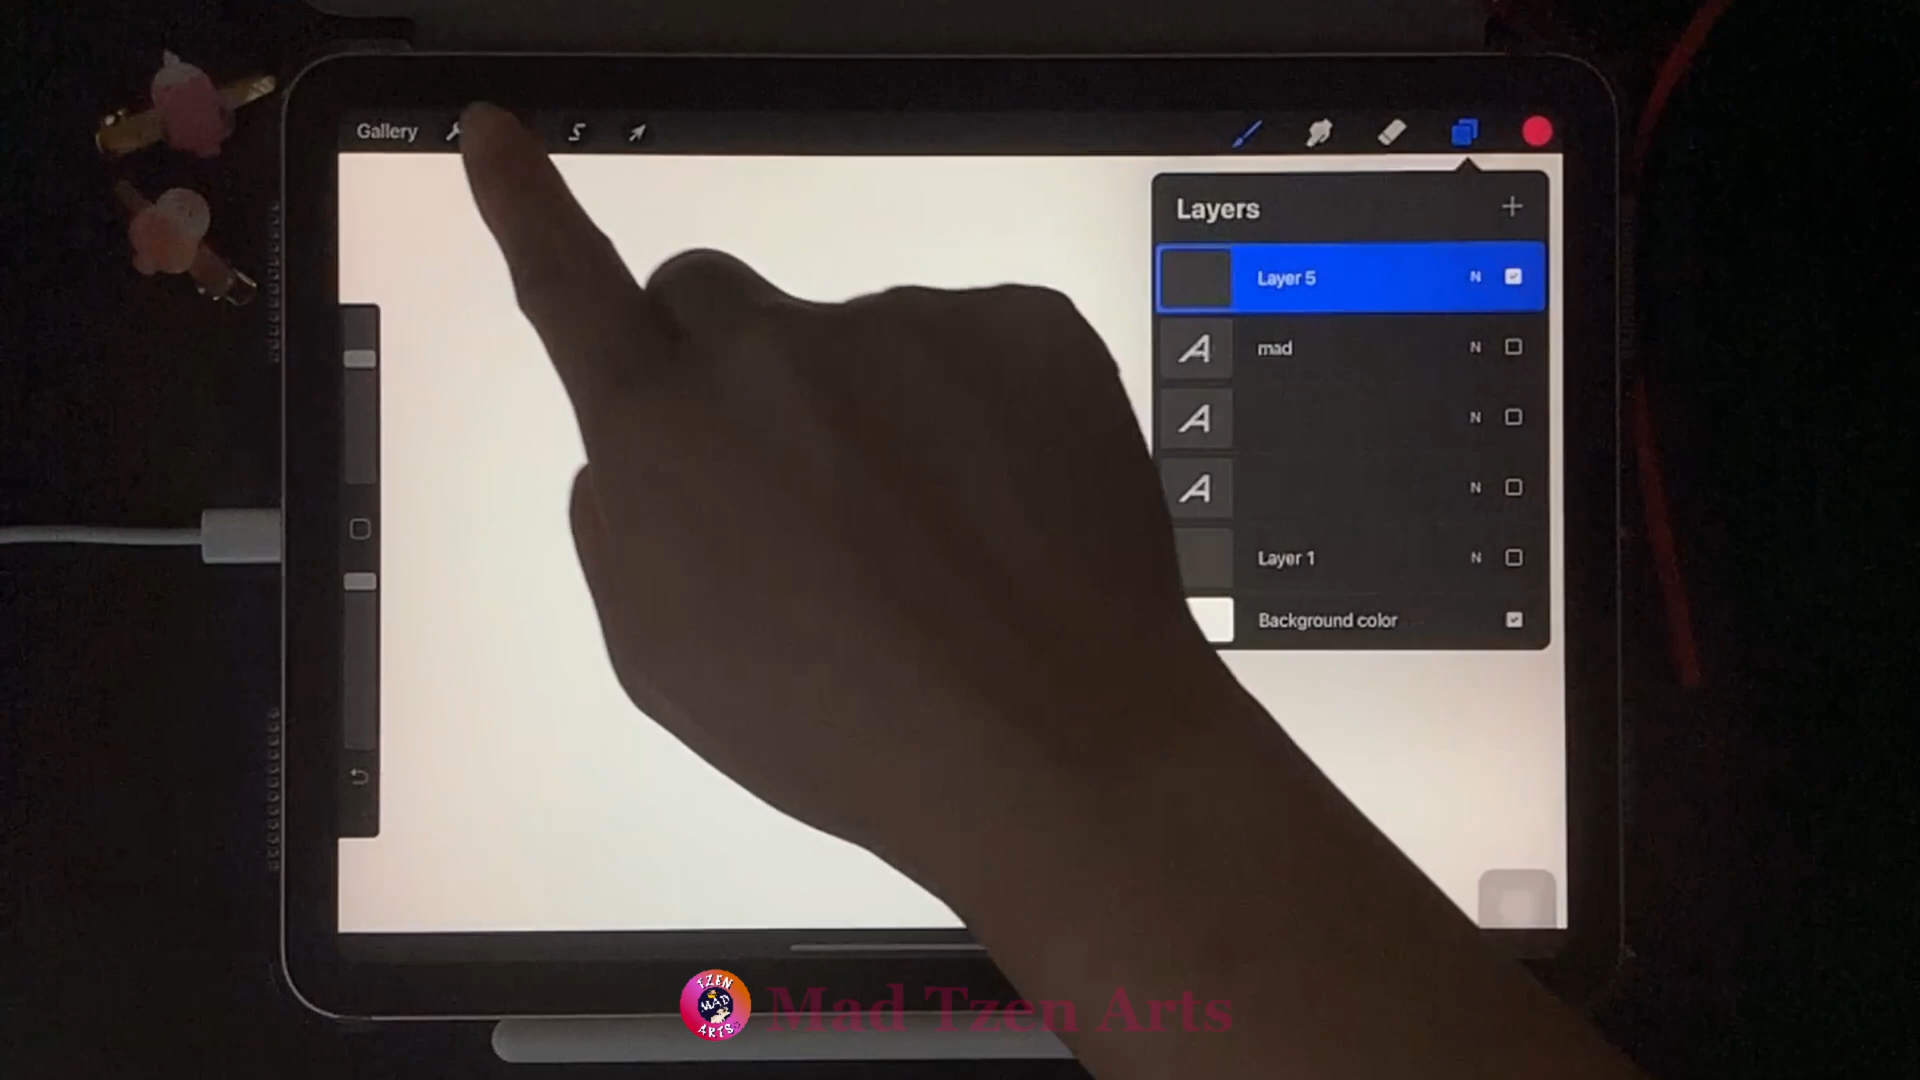 Gallery
Layers
Layer 5 N
A mad N
A N
A N
Layer 1 N
Background color
TZEN
MAD
ARTS
Mad Tzen Arts